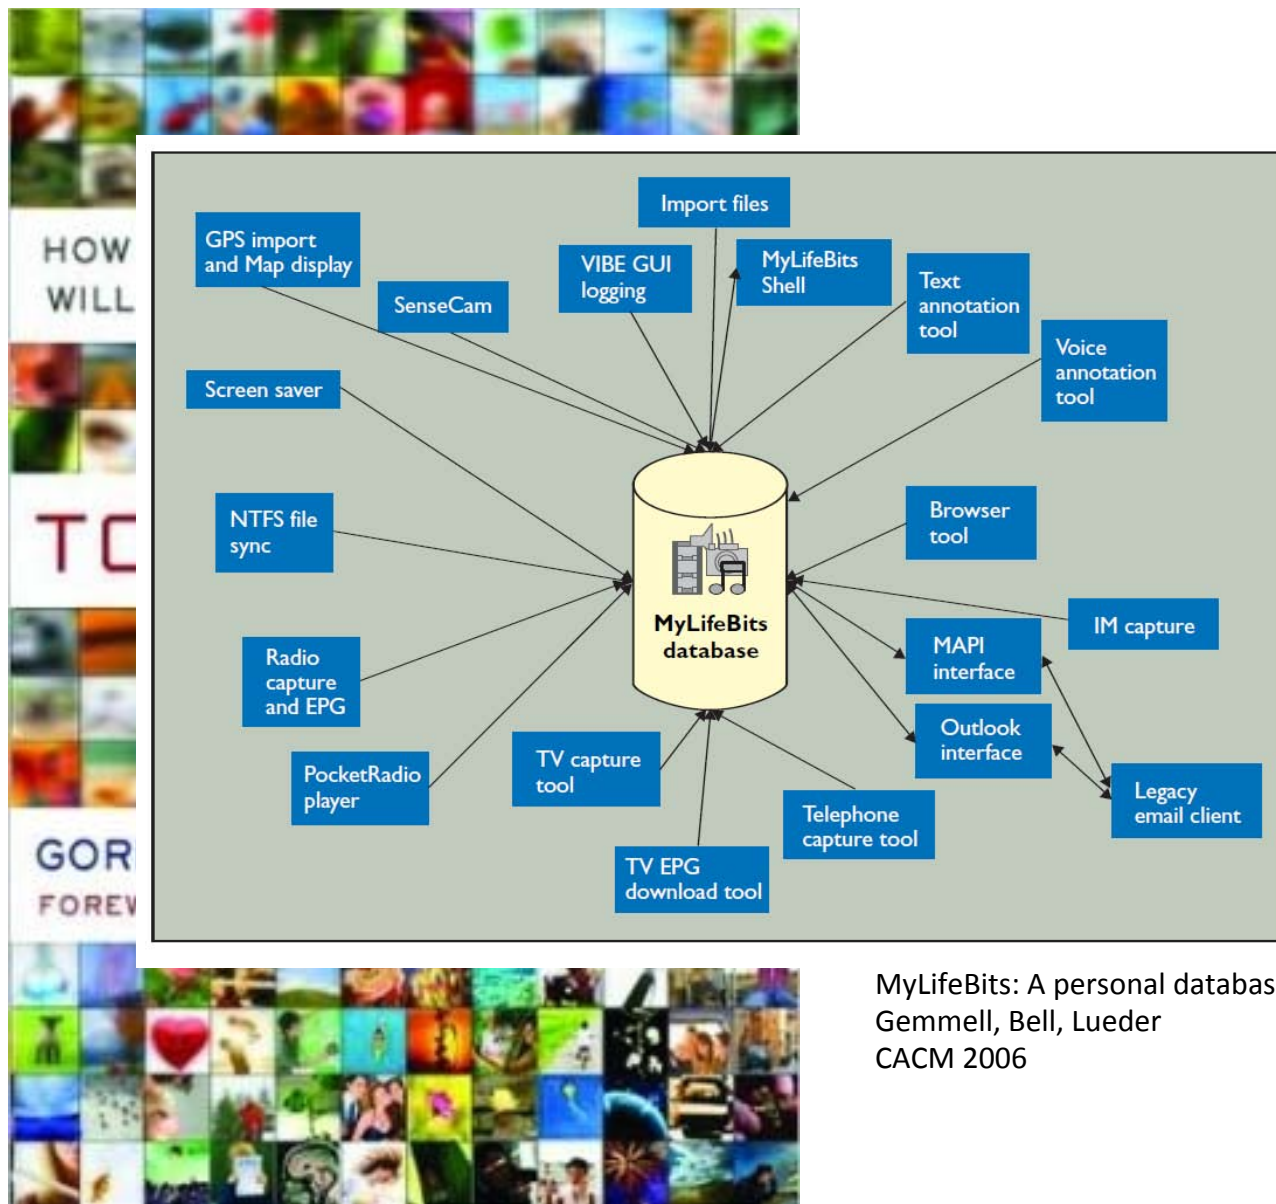 HOW
WILL
TO
GOR
FOREW
Import files
GPS import
and Map display
VIBE GUI
logging
MyLifeBits
Shell
Text
annotation
tool
SenseCam
Voice
annotation
tool
Screen saver
NTFS file
sync
Browser
tool
MyLifeBits
database
IM capture
MAPI
interface
Radio
capture
and EPG
Outlook
interface
TV capture
tool
PocketRadio
player
Legacy
email client
Telephone
capture tool
TV EPG
download tool
MyLifeBits: A personal databas
Gemmell, Bell, Lueder
CACM 2006